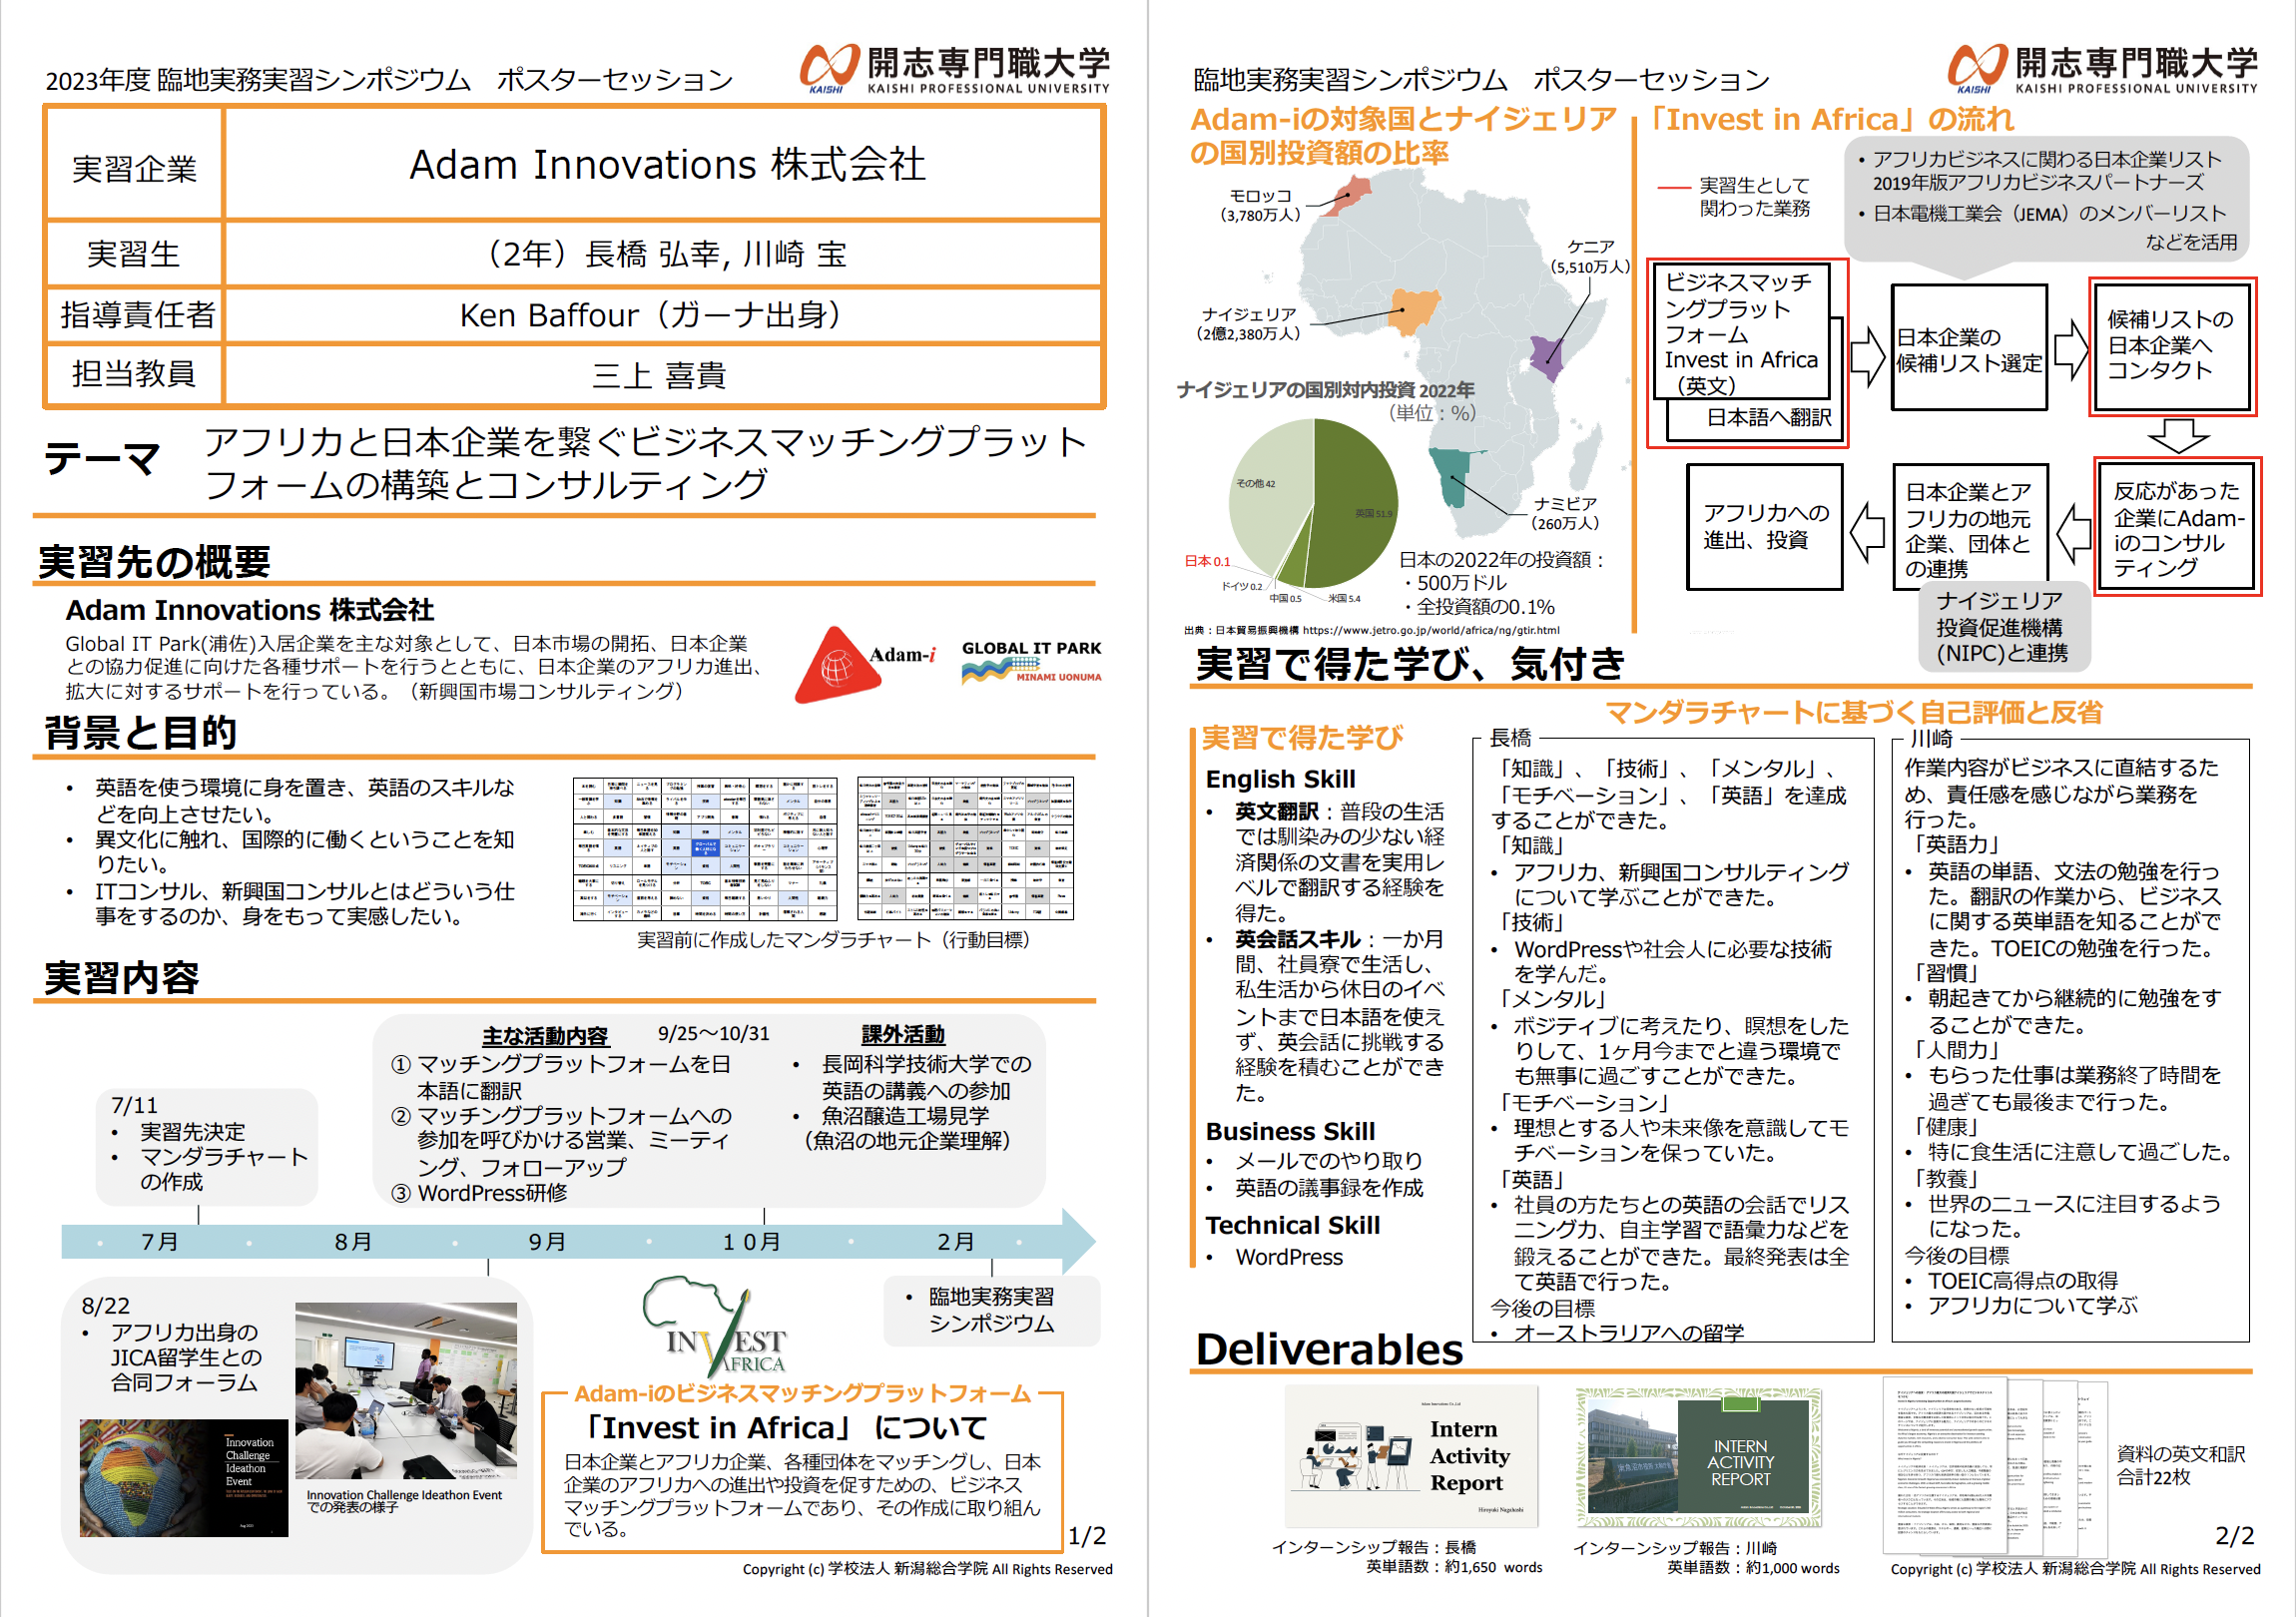 2023年度 臨地実務実習シンポジウム　ポスターセッション
KAISHI
開志専門職大学
KAISHI PROFESSIONAL UNIVERSITY
実習企業
Adam Innovations 株式会社
実習生
（2年）長橋 弘幸, 川崎 宝
指導責任者
Ken Baffour（ガーナ出身）
担当教員
三上 喜貴
テーマ
アフリカと日本企業を繋ぐビジネスマッチングプラット
フォームの構築とコンサルティング
実習先の概要
Adam Innovations 株式会社
Global IT Park(浦佐)入居企業を主な対象として、日本市場の開拓、日本企業
との協力促進に向けた各種サポートを行うとともに、日本企業のアフリカ進出、
拡大に対するサポートを行っている。（新興国市場コンサルティング）
Adam-i
GLOBAL IT PARK
MINAMI UONUMA
背景と目的
• 英語を使う環境に身を置き、英語のスキルな
どを向上させたい。
• 異文化に触れ、国際的に働くということを知
りたい。
• ITコンサル、新興国コンサルとはどういう仕
事をするのか、身をもって実感したい。
実習前に作成したマンダラチャート（行動目標）
実習内容
主な活動内容
9/25～10/31
① マッチングプラットフォームを日
本語に翻訳
② マッチングプラットフォームへの
参加を呼びかける営業、ミーティ
ング、フォローアップ
③ WordPress研修
課外活動
• 長岡科学技術大学での
英語の講義への参加
• 魚沼醸造工場見学
（魚沼の地元企業理解）
7/11
• 実習先決定
• マンダラチャート
の作成
7月
8月
9月
10月
2月
8/22
• アフリカ出身の
JICA留学生との
合同フォーラム
Innovation
Challenge
Ideathon
Event
Innovation Challenge Ideathon Event
での発表の様子
INVEST
AFRICA
• 臨地実務実習
シンポジウム
Adam-iのビジネスマッチングプラットフォーム
「Invest in Africa」 について
日本企業とアフリカ企業、各種団体をマッチングし、日本
企業のアフリカへの進出や投資を促すための、ビジネス
マッチングプラットフォームであり、その作成に取り組ん
でいる。
1/2
Copyright (c) 学校法人 新潟総合学院 All Rights Reserved
臨地実務実習シンポジウム　ポスターセッション
KAISHI
開志専門職大学
KAISHI PROFESSIONAL UNIVERSITY
Adam-iの対象国とナイジェリア
の国別投資額の比率
モロッコ
（3,780万人）
ケニア
（5,510万人）
ナイジェリア
（2億2,380万人）
ナミビア
（260万人）
ナイジェリアの国別対内投資 2022年
（単位：%）
その他 42
英国 51.9
日本 0.1
ドイツ 0.2
中国 0.5
米国 5.4
日本の2022年の投資額：
・500万ドル
・全投資額の0.1%
出典：日本貿易振興機構 https://www.jetro.go.jp/world/africa/ng/gtir.html
「Invest in Africa」の流れ
実習生として
関わった業務
• アフリカビジネスに関わる日本企業リスト
2019年版アフリカビジネスパートナーズ
• 日本電機工業会（JEMA）のメンバーリスト
などを活用
ビジネスマッチ
ングプラット
フォーム
Invest in Africa
（英文）
日本語へ翻訳
日本企業の
候補リスト選定
候補リストの
日本企業へ
コンタクト
反応があった
企業にAdam-
iのコンサル
ティング
日本企業とア
フリカの地元
企業、団体と
の連携
アフリカへの
進出、投資
ナイジェリア
投資促進機構
(NIPC)と連携
実習で得た学び、気付き
実習で得た学び
English Skill
• 英文翻訳：普段の生活
では馴染みの少ない経
済関係の文書を実用レ
ベルで翻訳する経験を
得た。
• 英会話スキル：一か月
間、社員寮で生活し、
私生活から休日のイベ
ントまで日本語を使え
ず、英会話に挑戦する
経験を積むことができ
た。
Business Skill
• メールでのやり取り
• 英語の議事録を作成
Technical Skill
• WordPress
マンダラチャートに基づく自己評価と反省
長橋
「知識」、「技術」、「メンタル」、
「モチベーション」、「英語」を達成
することができた。
「知識」
• アフリカ、新興国コンサルティング
について学ぶことができた。
「技術」
• WordPressや社会人に必要な技術
を学んだ。
「メンタル」
• ポジティブに考えたり、瞑想をした
りして、1ヶ月今までと違う環境で
も無事に過ごすことができた。
「モチベーション」
• 理想とする人や未来像を意識してモ
チベーションを保っていた。
「英語」
• 社員の方たちとの英語の会話でリス
ニング力、自主学習で語彙力などを
鍛えることができた。最終発表は全
て英語で行った。
今後の目標
• オーストラリアへの留学
川崎
作業内容がビジネスに直結するた
め、責任感を感じながら業務を
行った。
「英語力」
• 英語の単語、文法の勉強を行っ
た。翻訳の作業から、ビジネス
に関する英単語を知ることがで
きた。TOEICの勉強を行った。
「習慣」
• 朝起きてから継続的に勉強をす
ることができた。
「人間力」
• もらった仕事は業務終了時間を
過ぎても最後まで行った。
「健康」
• 特に食生活に注意して過ごした。
「教養」
• 世界のニュースに注目するよう
になった。
今後の目標
• TOEIC高得点の取得
• アフリカについて学ぶ
Deliverables
Intern
Activity
Report
Hiroyuki Nagahashi
インターンシップ報告：長橋
英単語数：約1,650 words
INTERN
ACTIVITY
REPORT
インターンシップ報告：川崎
英単語数：約1,000 words
資料の英文和訳
合計22枚
2/2
Copyright (c) 学校法人 新潟総合学院 All Rights Reserved